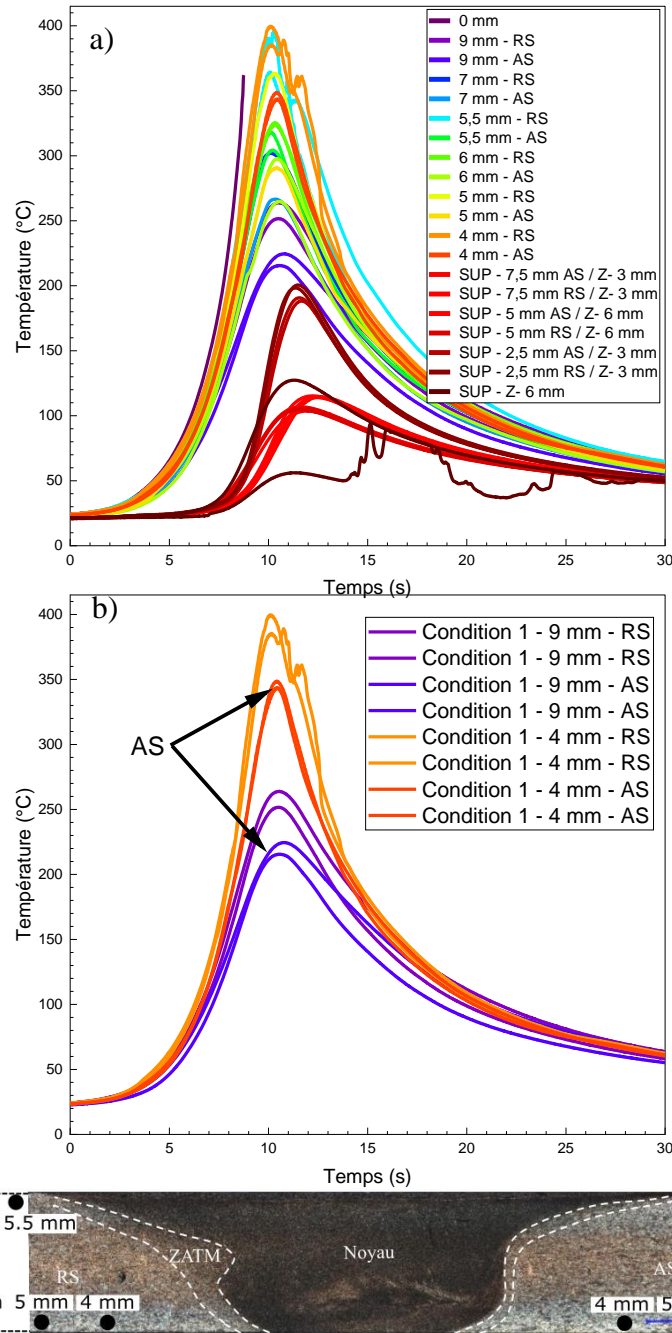 a)
400
350
300
250
200
150
100
50
0
Température (°C)
0 5 10 15 20 25 30
Temps (s)
0 mm
9 mm - RS
9 mm - AS
7 mm - RS
7 mm - AS
5,5 mm - RS
5,5 mm - AS
6 mm - RS
6 mm - AS
5 mm - RS
5 mm - AS
4 mm - RS
4 mm - AS
SUP - 7,5 mm AS / Z- 3 mm
SUP - 7,5 mm RS / Z- 3 mm
SUP - 5 mm AS / Z- 6 mm
SUP - 5 mm RS / Z- 6 mm
SUP - 2,5 mm AS / Z- 3 mm
SUP - 2,5 mm RS / Z- 3 mm
SUP - Z- 6 mm
b)
400
350
300
250
200
150
100
50
0
Température (°C)
0 5 10 15 20 25 30
Temps (s)
Condition 1 - 9 mm - RS
Condition 1 - 9 mm - RS
Condition 1 - 9 mm - AS
Condition 1 - 9 mm - AS
Condition 1 - 4 mm - RS
Condition 1 - 4 mm - RS
Condition 1 - 4 mm - AS
Condition 1 - 4 mm - AS
AS
5.5 mm
ZATM
Noyau
RS
AS
5 mm 4 mm
4 mm 5